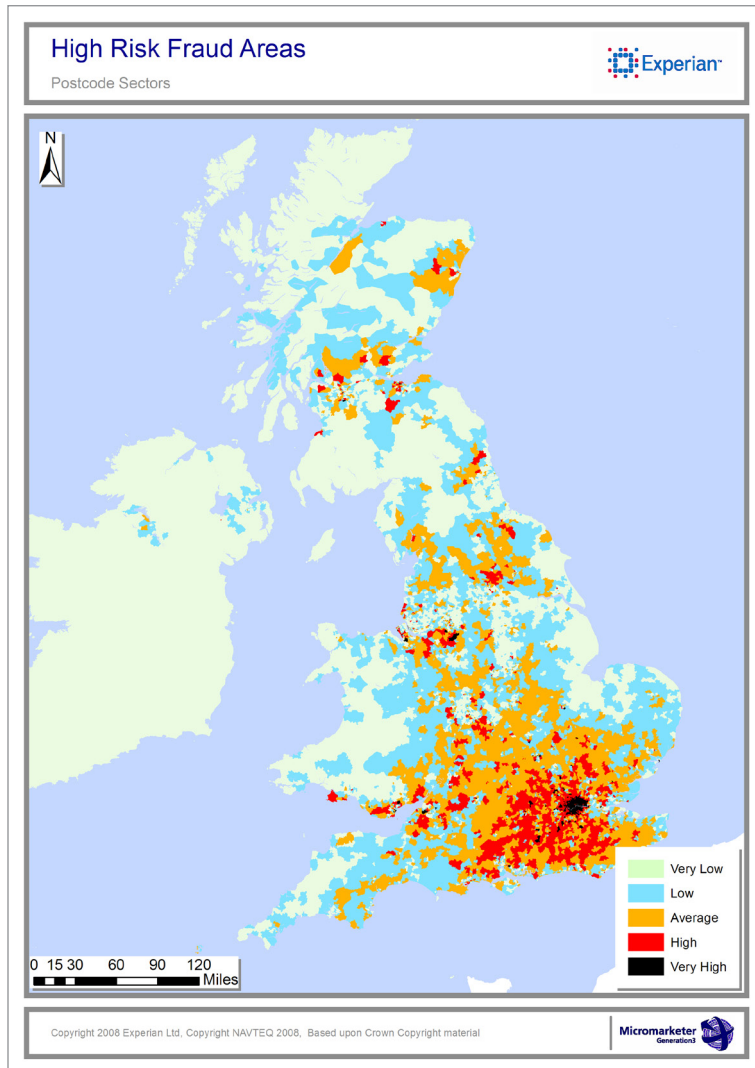 High Risk Fraud Areas
Postcode Sectors
Experian™
N
Very Low
Low
Average
High
Very High
0 15 30 60 90 120
Miles
Copyright 2008 Experian Ltd, Copyright NAVTEQ 2008, Based upon Crown Copyright material
Micromarketer
Generation3